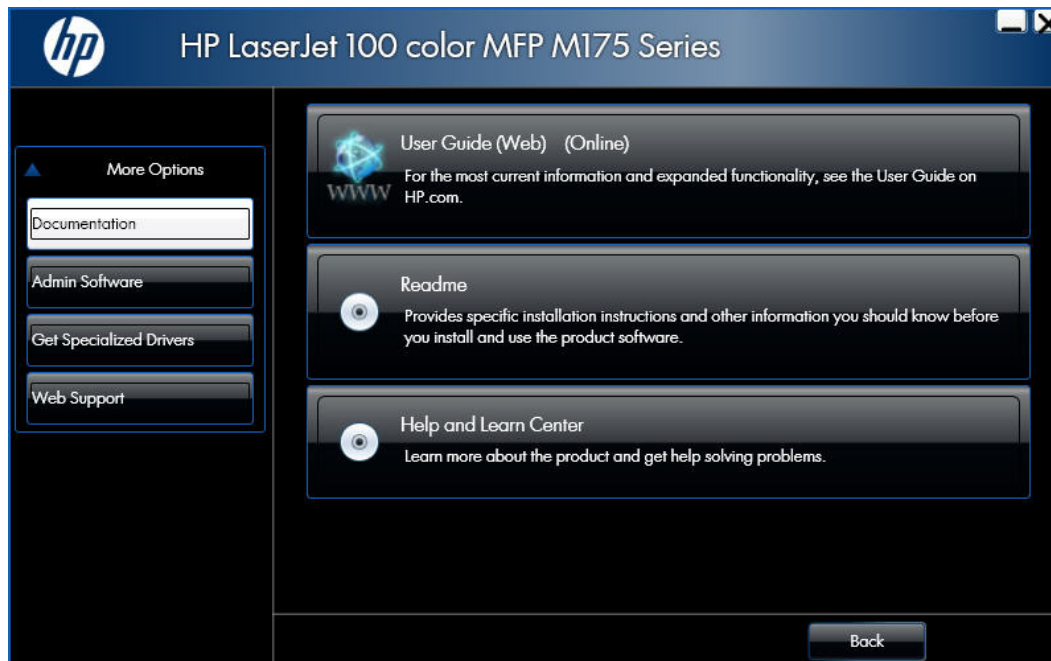 hp
HP LaserJet 100 color MFP M175 Series
More Options
Documentation
Admin Software
Get Specialized Drivers
Web Support
User Guide (Web) (Online)
For the most current information and expanded functionality, see the User Guide on
HP.com.
WWW
Readme
Provides specific installation instructions and other information you should know before
you install and use the product software.
Help and Learn Center
Learn more about the product and get help solving problems.
Back